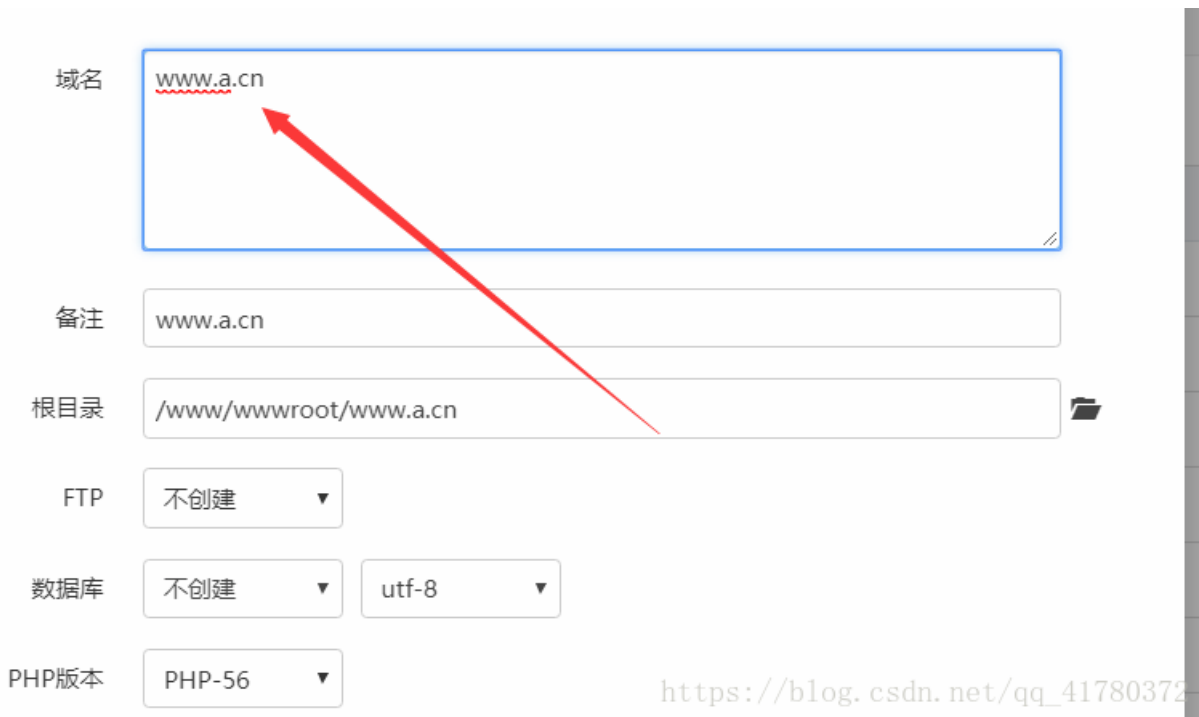 域名 www.a.cn
备注 www.a.cn
根目录 /www/wwwroot/www.a.cn
FTP 不创建
数据库 不创建 utf-8
PHP版本 PHP-56
https://blog.csdn.net/qq_41780372